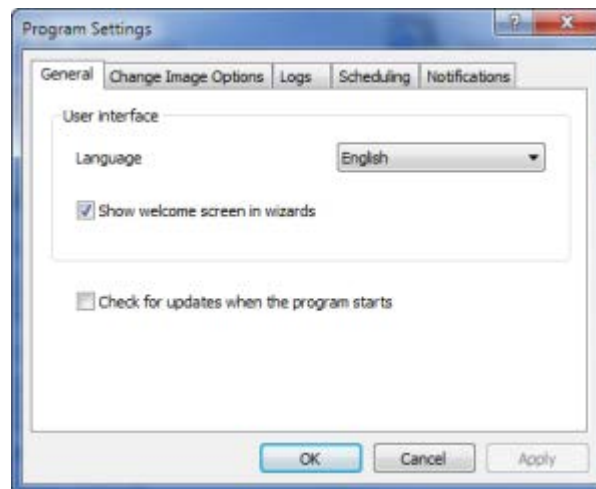 Program Settings
General Change Image Options Logs Scheduling Notifications
User interface
Language English
Show welcome screen in wizards
Check for updates when the program starts
OK Cancel Apply